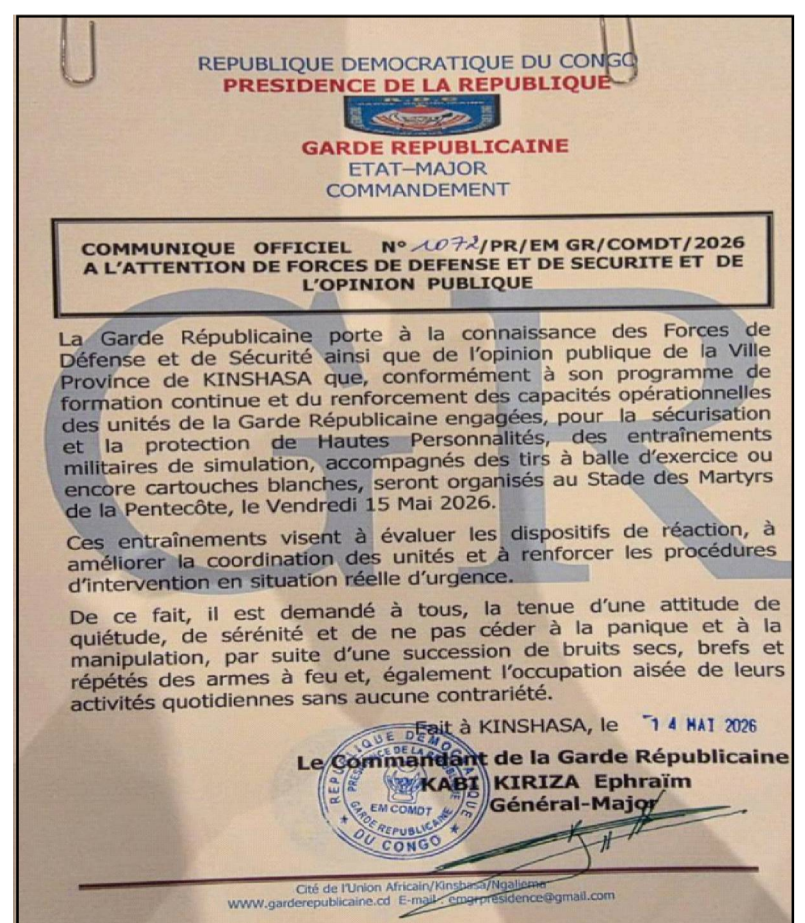 REPUBLIQUE DEMOCRATIQUE DU CONGO
PRESIDENCE DE LA REPUBLIQUE
GARDE REPUBLICAINE
ETAT–MAJOR
COMMANDEMENT
COMMUNIQUE OFFICIEL N° 1072/PR/EM GR/COMDT/2026
A L'ATTENTION DE FORCES DE DEFENSE ET DE SECURITE ET DE
L'OPINION PUBLIQUE
GR
La Garde Républicaine porte à la connaissance des Forces de
Défense et de Sécurité ainsi que de l'opinion publique de la Ville
Province de KINSHASA que, conformément à son programme de
formation continue et du renforcement des capacités opérationnelles
des unités de la Garde Républicaine engagées, pour la sécurisation
et la protection de Hautes Personnalités, des entraînements
militaires de simulation, accompagnés des tirs à balle d'exercice ou
encore cartouches blanches, seront organisés au Stade des Martyrs
de la Pentecôte, le Vendredi 15 Mai 2026.
Ces entraînements visent à évaluer les dispositifs de réaction, à
améliorer la coordination des unités et à renforcer les procédures
d'intervention en situation réelle d'urgence.
De ce fait, il est demandé à tous, la tenue d'une attitude de
quiétude, de sérénité et de ne pas céder à la panique et à la
manipulation, par suite d'une succession de bruits secs, brefs et
répétés des armes à feu et, également l'occupation aisée de leurs
activités quotidiennes sans aucune contrariété.
Fait à KINSHASA, le 14 MAI 2026
Le Commandant de la Garde Républicaine
KABI KIRIZA Ephraïm
Général-Major
REPUBLIQUE DEMOCRATIQUE DU CONGO
PRESIDENCE DE LA
GARDE REPUBLICAINE
EM COMDT
Cité de l'Union Africain/Kinshasa/Ngaliema
WWW.garderepublicaine.cd E-mail : emgrpresidence@gmail.com